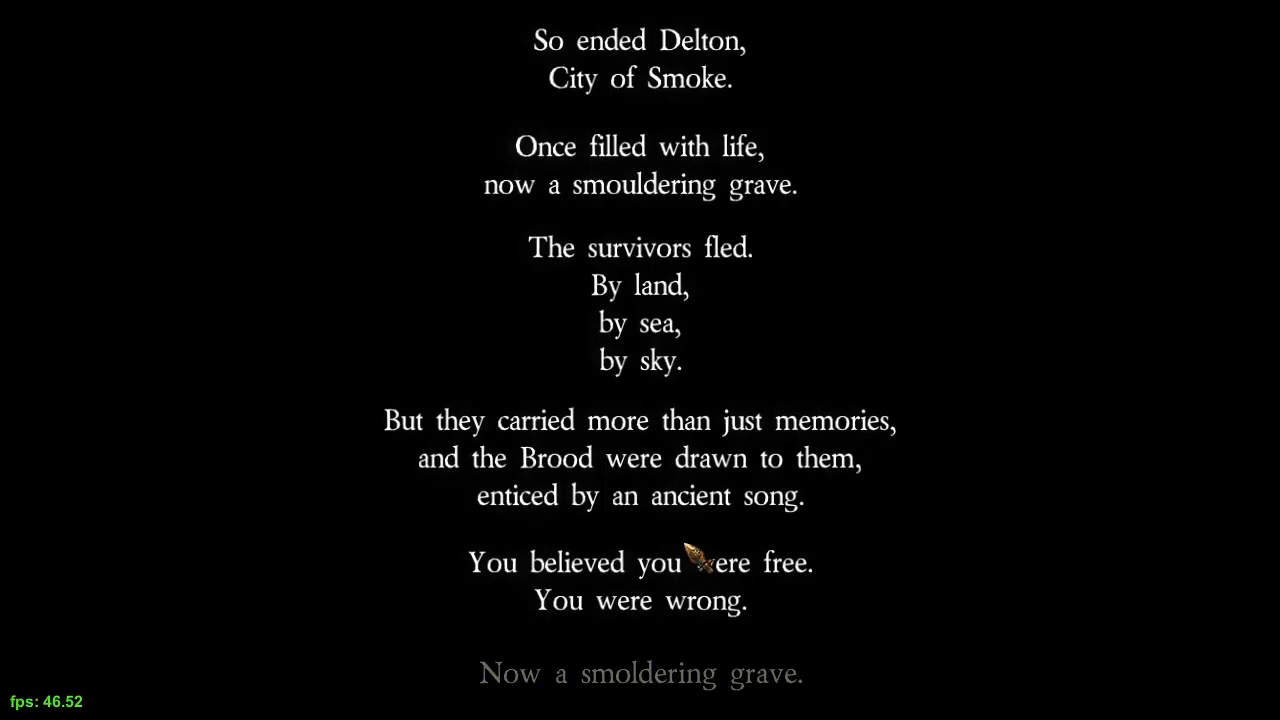 So ended Delton,
City of Smoke.
Once filled with life,
now a smouldering grave.
The survivors fled.
By land,
by sea,
by sky.
But they carried more than just memories,
and the Brood were drawn to them,
enticed by an ancient song.
You believed you were free.
You were wrong.
Now a smoldering grave.
fps: 46.52